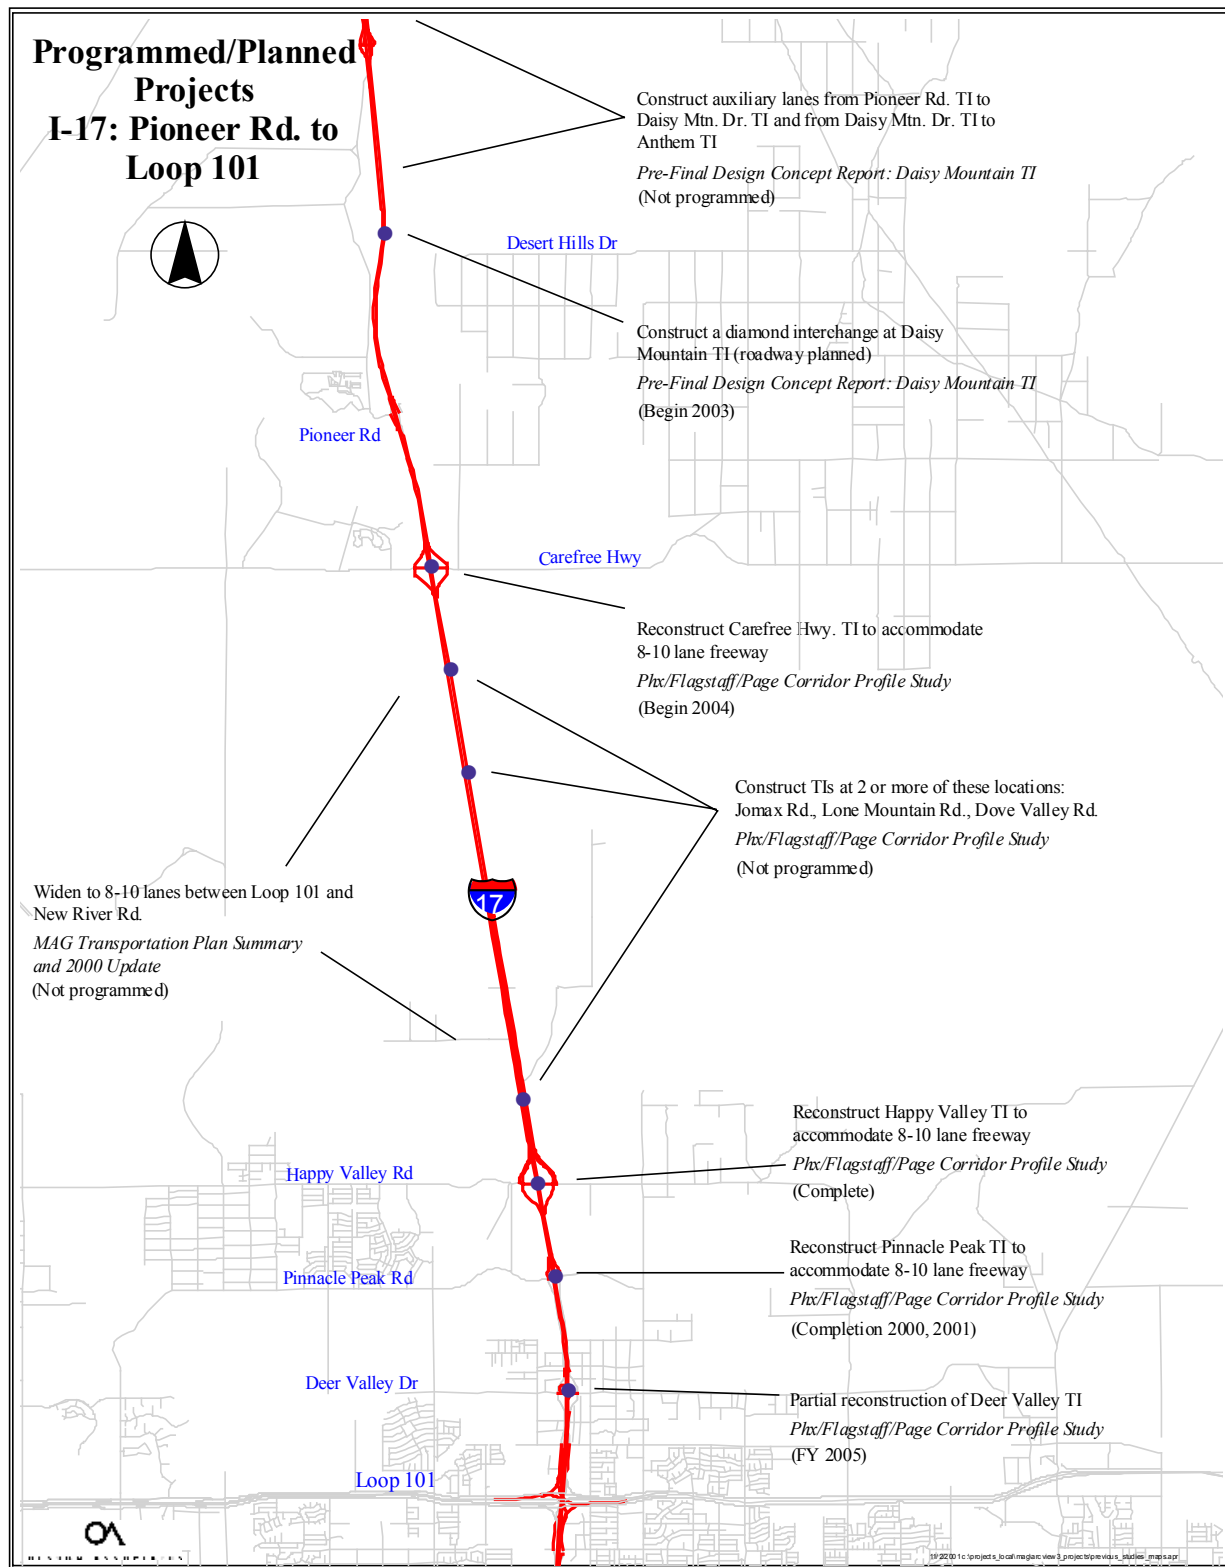 Programmed/Planned
Projects
I-17: Pioneer Rd. to
Loop 101
Construct auxiliary lanes from Pioneer Rd. TI to
Daisy Mtn. Dr. TI and from Daisy Mtn. Dr. TI to
Anthem TI
Pre-Final Design Concept Report: Daisy Mountain TI
(Not programmed)
Desert Hills Dr
Construct a diamond interchange at Daisy
Mountain TI (roadway planned)
Pre-Final Design Concept Report: Daisy Mountain TI
(Begin 2003)
Pioneer Rd
Carefree Hwy
Reconstruct Carefree Hwy. TI to accommodate
8-10 lane freeway
Phx/Flagstaff/Page Corridor Profile Study
(Begin 2004)
Construct TIs at 2 or more of these locations:
Jomax Rd., Lone Mountain Rd., Dove Valley Rd.
Phx/Flagstaff/Page Corridor Profile Study
(Not programmed)
17
Widen to 8-10 lanes between Loop 101 and
New River Rd.
MAG Transportation Plan Summary
and 2000 Update
(Not programmed)
Reconstruct Happy Valley TI to
accommodate 8-10 lane freeway
Phx/Flagstaff/Page Corridor Profile Study
(Complete)
Happy Valley Rd
Reconstruct Pinnacle Peak TI to
accommodate 8-10 lane freeway
Phx/Flagstaff/Page Corridor Profile Study
(Completion 2000, 2001)
Pinnacle Peak Rd
Deer Valley Dr
Partial reconstruction of Deer Valley TI
Phx/Flagstaff/Page Corridor Profile Study
(FY 2005)
Loop 101